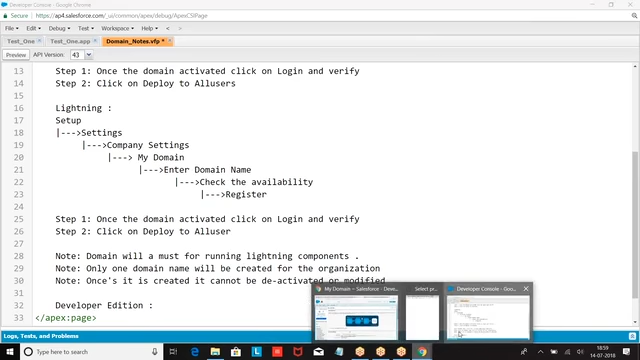 Developer Console - Google Chrome
Secure | https://ap4.salesforce.com/_ui/common/apex/debug/ApexCSIPage
File Edit Debug Test Workspace Help < >
Test_One Test_One.app Domain_Notes.vfp *
Preview API Version: 43
13 Step 1: Once the domain activated click on Login and verify
14 Step 2: Click on Deploy to Allusers
15
16 Lightning :
17 Setup
18 |--->Settings
19 |--->Company Settings
20 |---> My Domain
21 |--->Enter Domain Name
22 |--->Check the availability
23 |--->Register
24
25 Step 1: Once the domain activated click on Login and verify
26 Step 2: Click on Deploy to Alluser
27
28 Note: Domain will a must for running lightning components .
29 Note: Only one domain name will be created for the organization
30 Note: Once's it is created it cannot be de-activated or modified
31
32 Developer Edition :
33 </apex:page>
My Domain ~ Salesforce - Deve... Select pr... Developer Console - Goog...
Logs, Tests, and Problems
Type here to search
18:59
14-07-2018